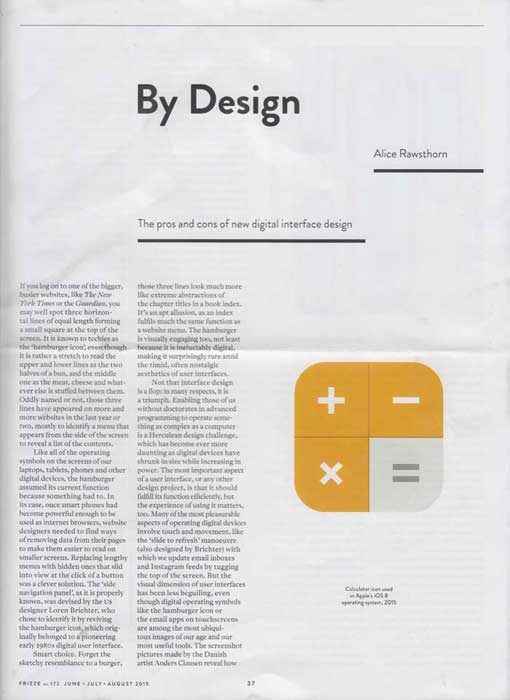 By Design
Alice Rawsthorn
The pros and cons of new digital interface design
If you log on to one of the bigger,
busier websites, like The New
York Times or the Guardian, you
may well spot three horizon-
tal lines of equal length forming
a small square at the top of the
screen. It is known to techies as
the ‘hamburger icon’, even though
it is rather a stretch to read the
upper and lower lines as the two
halves of a bun, and the middle
one as the meat, cheese and what-
ever else is stuffed between them.
Oddly named or not, those three
lines have appeared on more and
more websites in the last year or
two, mostly to identify a menu that
appears from the side of the screen
to reveal a list of the contents.
Like all of the operating
symbols on the screens of our
laptops, tablets, phones and other
digital devices, the hamburger
assumed its current function
because something had to. In
its case, once smart phones had
become powerful enough to be
used as internet browsers, website
designers needed to find ways
of removing data from their pages
to make them easier to read on
smaller screens. Replacing lengthy
menus with hidden ones that slid
into view at the click of a button
was a clever solution. The ‘side
navigation panel’, as it is properly
known, was devised by the US
designer Loren Brichter, who
chose to identify it by reviving
the hamburger icon, which orig-
inally belonged to a pioneering
early 1980s digital user interface.
Smart choice. Forget the
sketchy resemblance to a burger,
those three lines look much more
like extreme abstractions of
the chapter titles in a book index.
It’s an apt allusion, as an index
fulfils much the same function as
a website menu. The hamburger
is visually engaging too, not least
because it is ineluctably digital,
making it surprisingly rare amid
the timid, often nostalgic
aesthetics of user interfaces.
Not that interface design
is a flop: in many respects, it is
a triumph. Enabling those of us
without doctorates in advanced
programming to operate some-
thing as complex as a computer
is a Herculean design challenge,
which has become ever more
daunting as digital devices have
shrunk in size while increasing in
power. The most important aspect
of a user interface, or any other
design project, is that it should
fulfil its function efficiently, but
the experience of using it matters,
too. Many of the most pleasurable
aspects of operating digital devices
involve touch and movement, like
the ‘slide to refresh’ manoeuvre
(also designed by Brichter) with
which we update email inboxes
and Instagram feeds by tugging
the top of the screen. But the
visual dimension of user interfaces
has been less beguiling, even
though digital operating symbols
like the hamburger icon or
the email apps on touchscreens
are among the most ubiqui-
tous images of our age and our
most useful tools. The screenshot
pictures made by the Danish
artist Anders Clausen reveal how
+ −
× =
Calculator icon used
in Apple’s iOS 8
operating system, 2015
FRIEZE no. 172 JUNE • JULY • AUGUST 2015
37